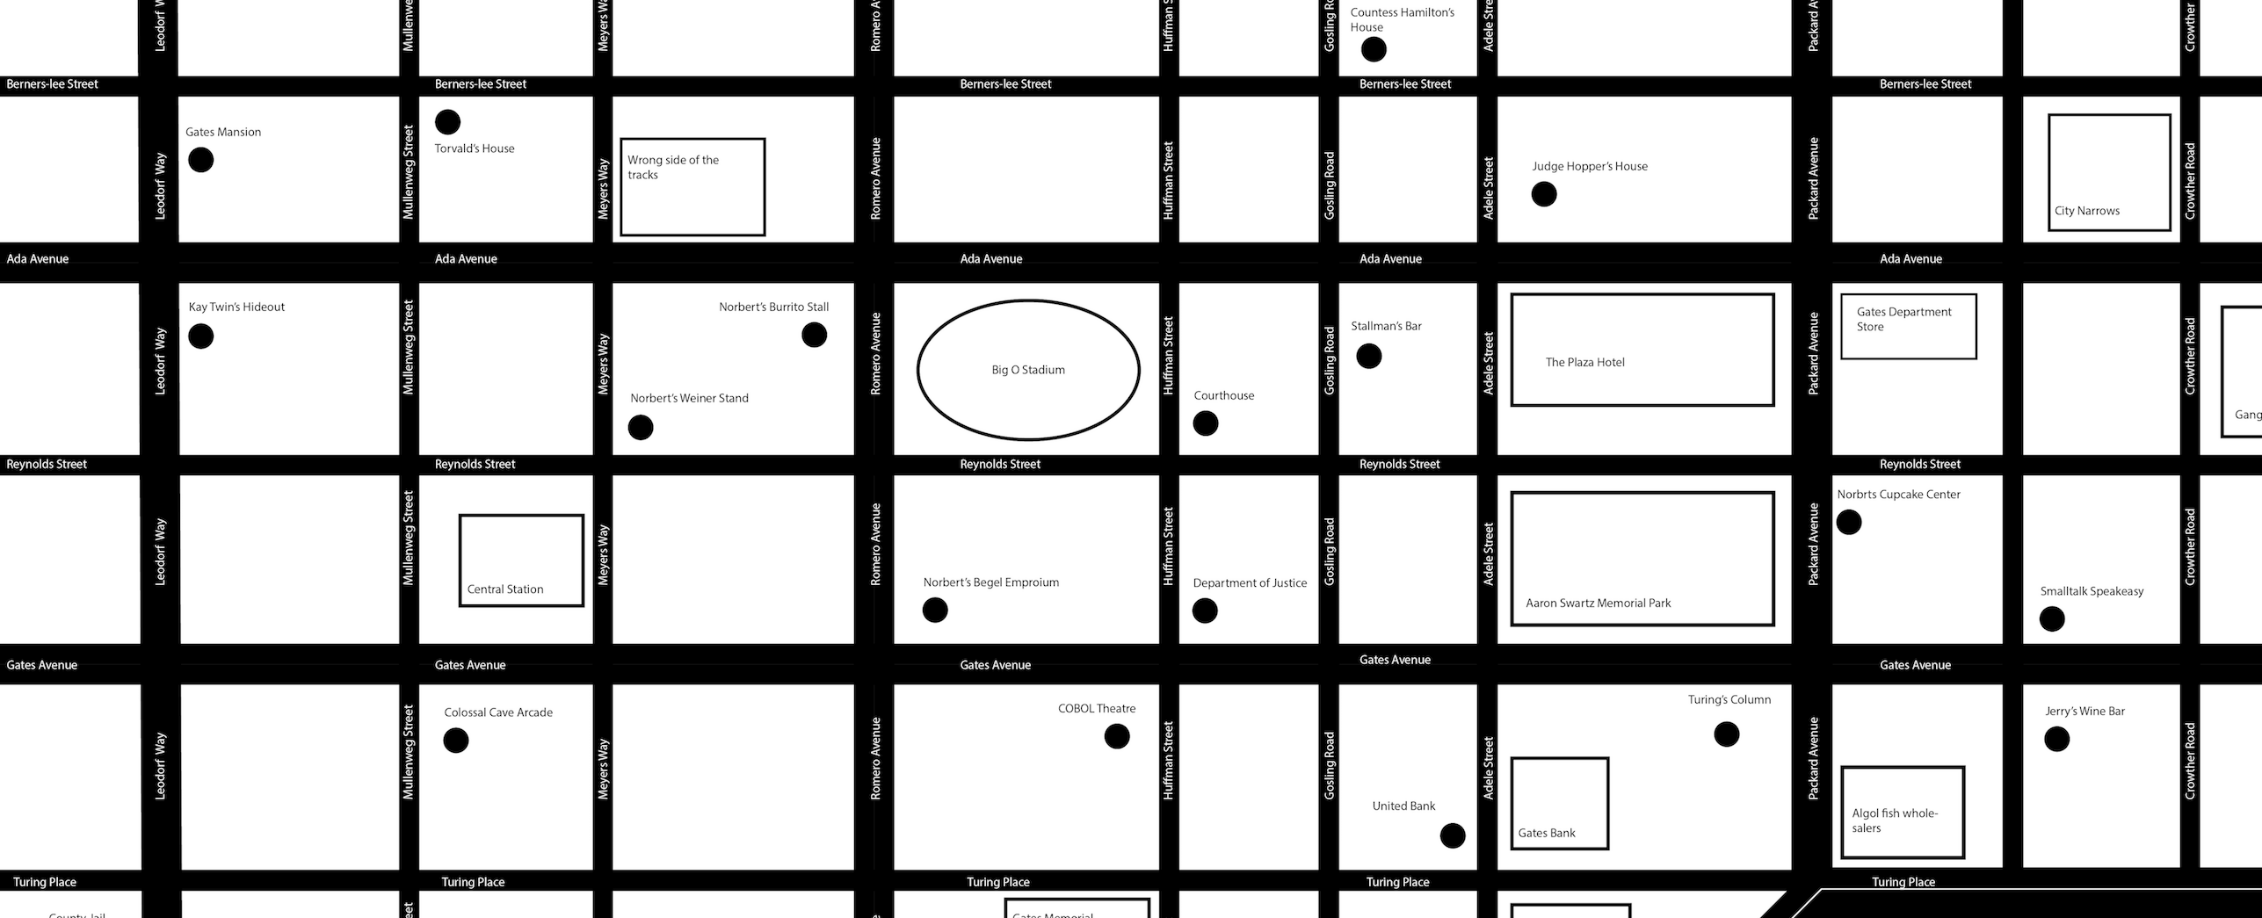 Leodorf W
Mullenwe
Meyers Wa
Romero A
Huffman S
Gosling Ro
Countess Hamilton's
House
Adele Stre
Packard A
Crowther
Berners-lee Street
Berners-lee Street
Berners-lee Street
Berners-lee Street
Berners-lee Street
Leodorf Way
Gates Mansion
Mullenweg Street
Torvald's House
Meyers Way
Wrong side of the
tracks
Romero Avenue
Huffman Street
Gosling Road
Adele Street
Judge Hopper's House
Packard Avenue
City Narrows
Crowther Road
Ada Avenue
Ada Avenue
Ada Avenue
Ada Avenue
Ada Avenue
Leodorf Way
Kay Twin's Hideout
Mullenweg Street
Meyers Way
Norbert's Burrito Stall
Norbert's Weiner Stand
Romero Avenue
Big O Stadium
Huffman Street
Courthouse
Gosling Road
Stallman's Bar
Adele Street
The Plaza Hotel
Packard Avenue
Gates Department
Store
Crowther Road
Gang
Reynolds Street
Reynolds Street
Reynolds Street
Reynolds Street
Reynolds Street
Leodorf Way
Mullenweg Street
Central Station
Meyers Way
Romero Avenue
Norbert's Begel Emproium
Huffman Street
Department of Justice
Gosling Road
Adele Street
Aaron Swartz Memorial Park
Packard Avenue
Norbrts Cupcake Center
Smalltalk Speakeasy
Crowther Road
Gates Avenue
Gates Avenue
Gates Avenue
Gates Avenue
Gates Avenue
Leodorf Way
Mullenweg Street
Colossal Cave Arcade
Meyers Way
Romero Avenue
COBOL Theatre
Huffman Street
Gosling Road
United Bank
Adele Street
Turing's Column
Gates Bank
Packard Avenue
Algol fish whole-
salers
Jerry's Wine Bar
Crowther Road
Turing Place
Turing Place
Turing Place
Turing Place
Turing Place
County Jail
eet
Gates Memorial